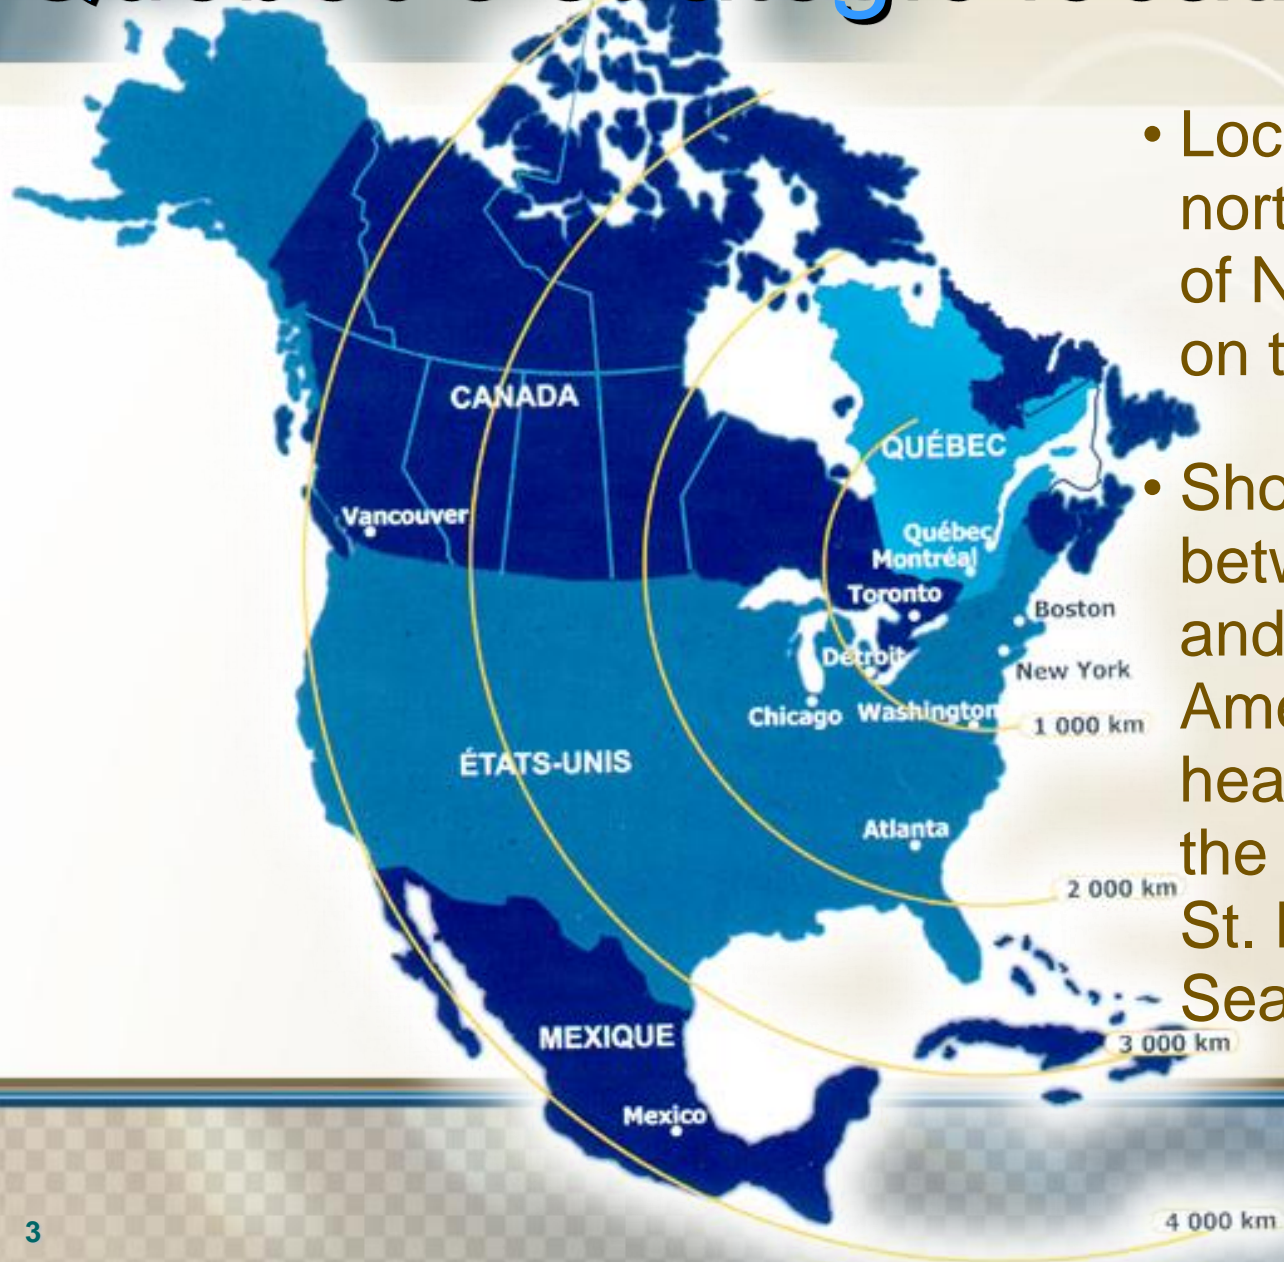 • Loc
nort
of N
on t
• Sho
betw
and
Ame
hea
the
St. L
Sea
CANADA
QUÉBEC
Vancouver
Québec
Montréal
Toronto
Boston
Détroit
New York
Chicago
Washington
1 000 km
ÉTATS-UNIS
Atlanta
2 000 km
MEXIQUE
3 000 km
Mexico
4 000 km
3